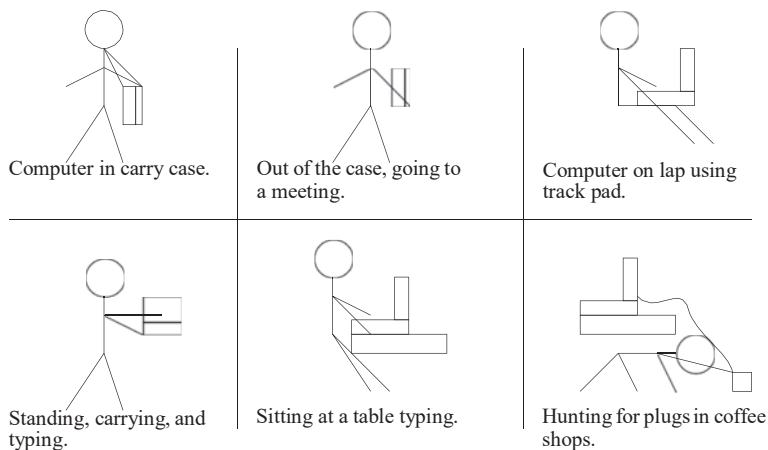 Computer in carry case.
Out of the case, going to
a meeting.
Computer on lap using
track pad.
Standing, carrying, and
typing.
Sitting at a table typing.
Hunting for plugs in coffee
shops.